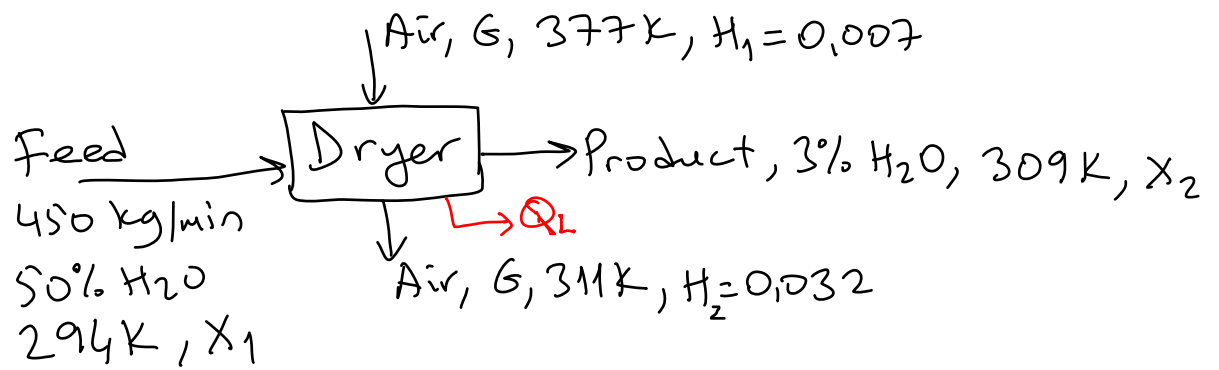 Air, G, 377K, H₁=0,007
Feed
Dryer
Product, 3% H₂O, 309K, X₂
450 kg/min
Q_L
50% H2O
Air, G, 311K, H₂=0,032
294K, X₁